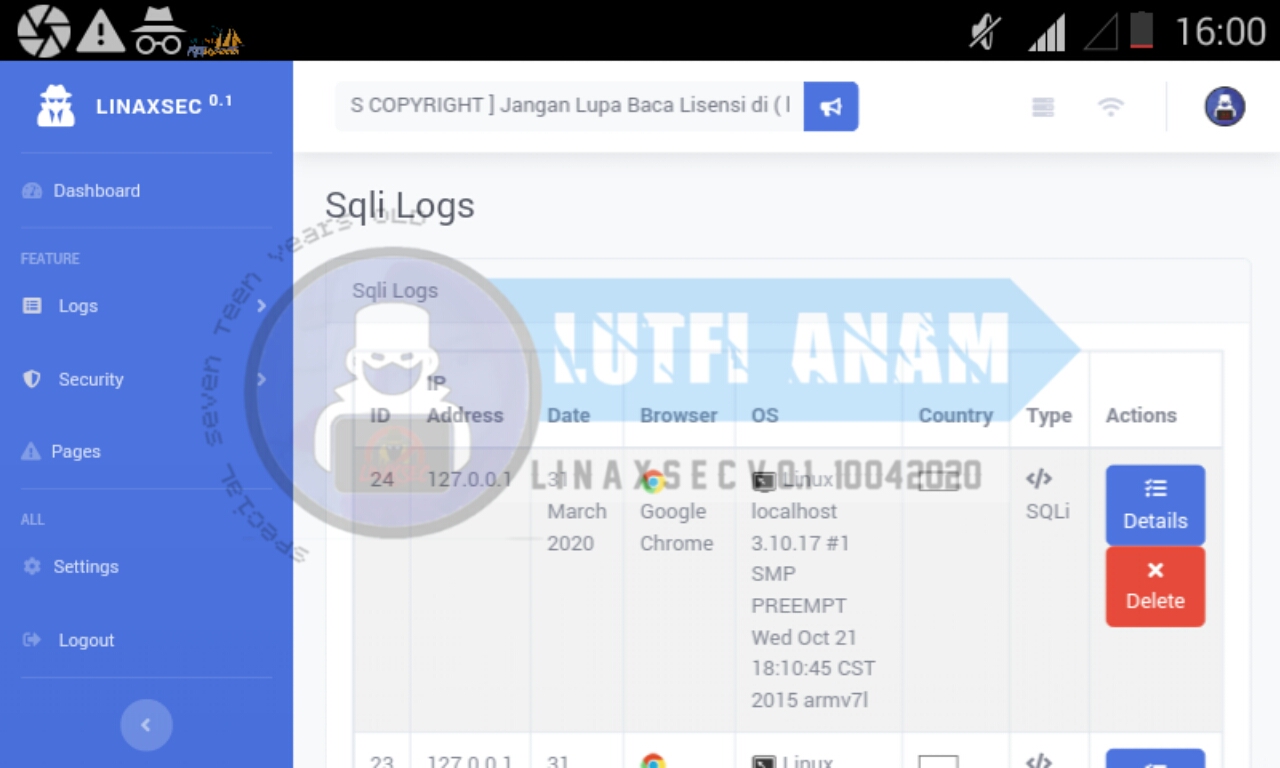 16:00
LINAXSEC 0.1
S COPYRIGHT ] Jangan Lupa Baca Lisensi di (
Dashboard
Sqli Logs
special seven Teen years OLD
FEATURE
Logs
Sqli Logs
LUTFI ANAM
Security
ID IP Address Date Browser OS Country Type Actions
Pages
LINAXSEC V.0.1 10042020
24 127.0.0.1 31 March 2020 Google Chrome Linux localhost 3.10.17 #1 SMP PREEMPT Wed Oct 21 18:10:45 CST 2015 armv7l SQLi Details
Delete
ALL
Settings
Logout
23 127.0.0.1 31 Linux